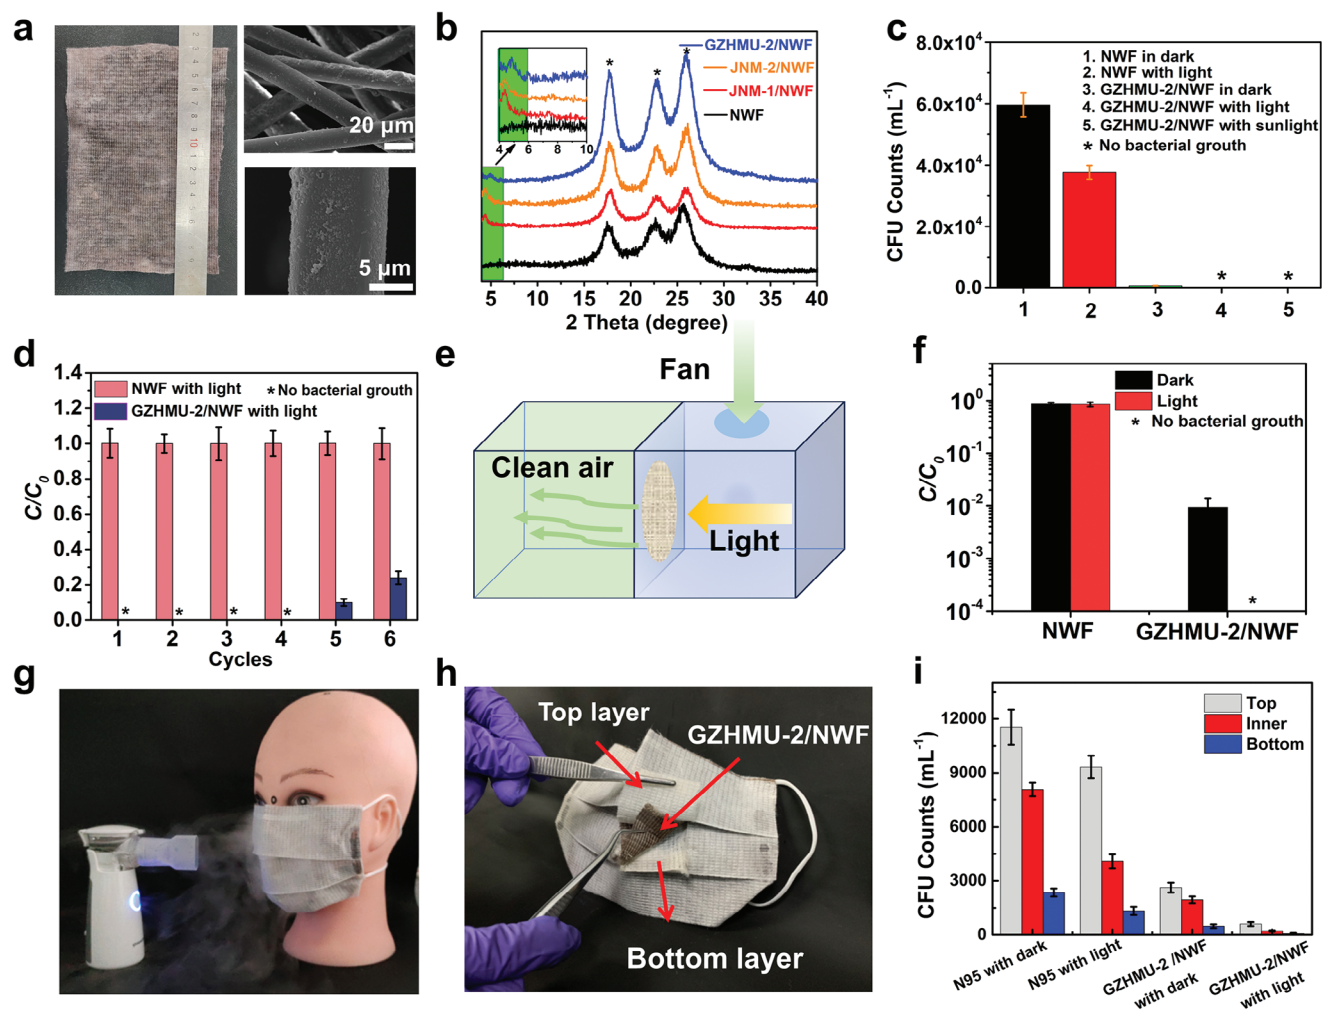 a
20 µm
5 µm
b
GZHMU-2/NWF
JNM-2/NWF
JNM-1/NWF
NWF
* * *
4 6 8 10
5 10 15 20 25 30 35 40
2 Theta (degree)
c
CFU Counts (mL⁻¹)
8.0x10⁴
6.0x10⁴
4.0x10⁴
2.0x10⁴
0.0
1. NWF in dark
2. NWF with light
3. GZHMU-2/NWF in dark
4. GZHMU-2/NWF with light
5. GZHMU-2/NWF with sunlight
* No bacterial grouth
* *
1 2 3 4 5
d
C/C0
1.4
1.2
1.0
0.8
0.6
0.4
0.2
0.0
NWF with light
* No bacterial grouth
GZHMU-2/NWF with light
* * * *
1 2 3 4 5 6
Cycles
e
Fan
Clean air
Light
f
C/C0
10⁰
10⁻¹
10⁻²
10⁻³
10⁻⁴
Dark
Light
* No bacterial grouth
*
NWF GZHMU-2/NWF
g
h
Top layer
GZHMU-2/NWF
Bottom layer
i
CFU Counts (mL⁻¹)
12000
9000
6000
3000
0
Top
Inner
Bottom
N95 with dark
N95 with light
GZHMU-2 /NWF
with dark
GZHMU-2/NWF
with light